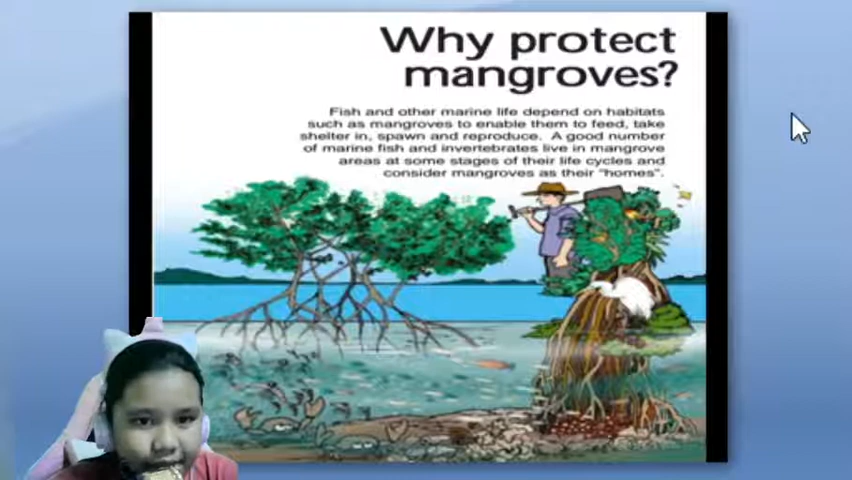 Why protect
mangroves?
Fish and other marine life depend on habitats
such as mangroves to enable them to feed, take
shelter in, spawn and reproduce. A good number
of marine fish and invertebrates live in mangrove
areas at some stages of their life cycles and
consider mangroves as their "homes".